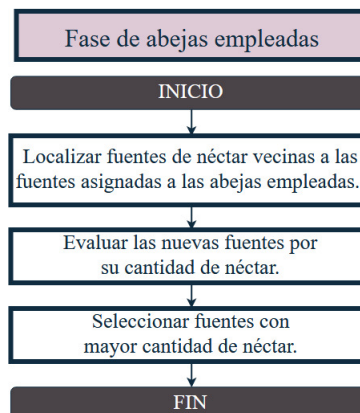 Fase de abejas empleadas
INICIO
Localizar fuentes de néctar vecinas a las
fuentes asignadas a las abejas empleadas.
Evaluar las nuevas fuentes por
su cantidad de néctar.
Seleccionar fuentes con
mayor cantidad de néctar.
FIN